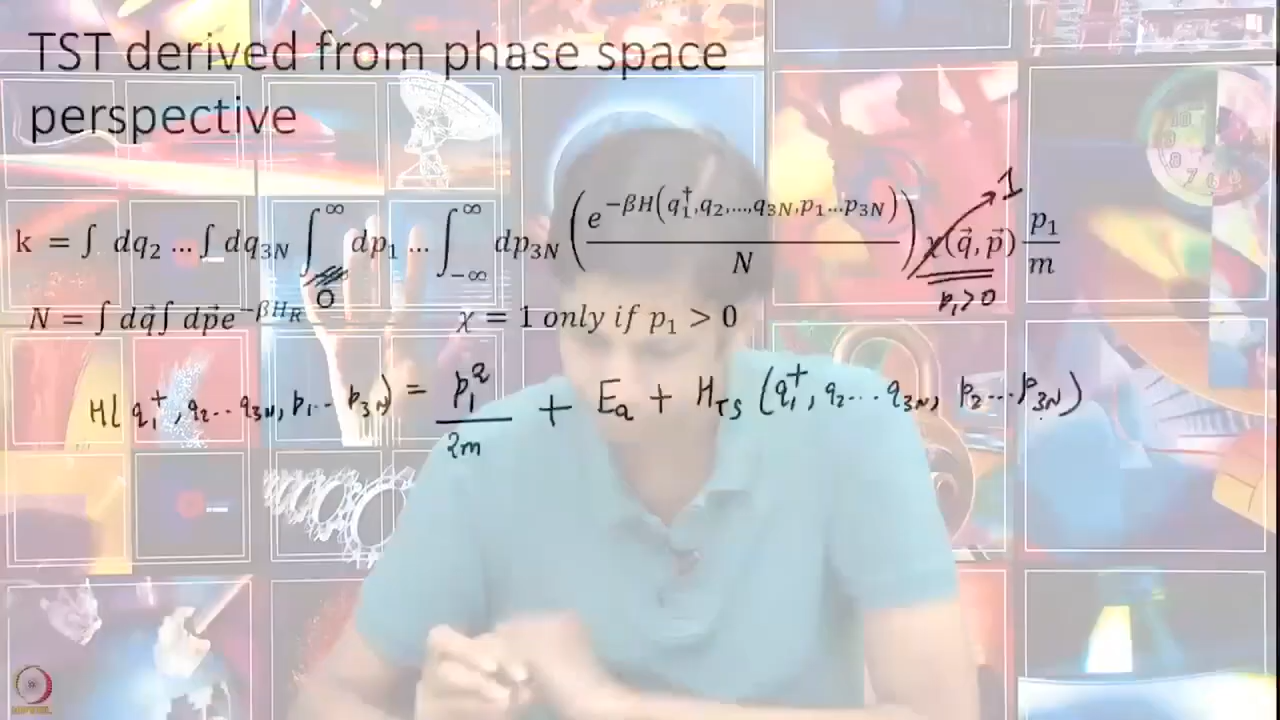 TST derived from phase space
perspective
k = ∫ dq₂ … ∫ dq₃N ∫₋∞^∞ dp₁ … ∫₋∞^∞ dp₃N (e^(−βH(q₁†,q₂,…,q₃N,p₁…p₃N)) / N) χ(q⃗, p⃗) p₁/m → 1
0
p₁>0
N = ∫ dq⃗ ∫ dp⃗ e^(−βH_R) χ = 1 only if p₁ > 0
H( q₁†, q₂.. q₃N, p₁.. p₃N) = p₁²/2m + Eₐ + H_TS (q₁†, q₂... q₃N, p₂...p₃N)